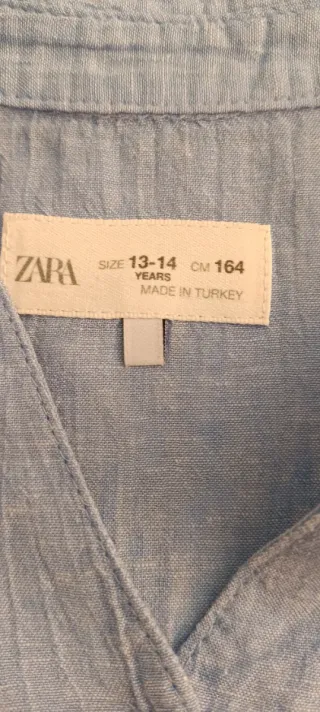 ZARA SIZE 13-14 CM 164
YEARS
MADE IN TURKEY